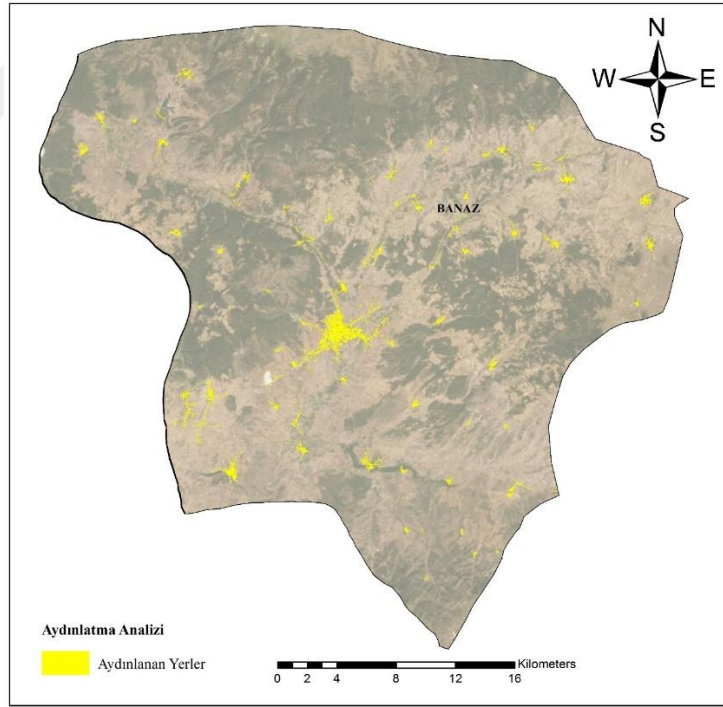 N
W E
S
BANAZ
Aydınlatma Analizi
Aydınlanan Yerler
Kilometers
0 2 4 8 12 16